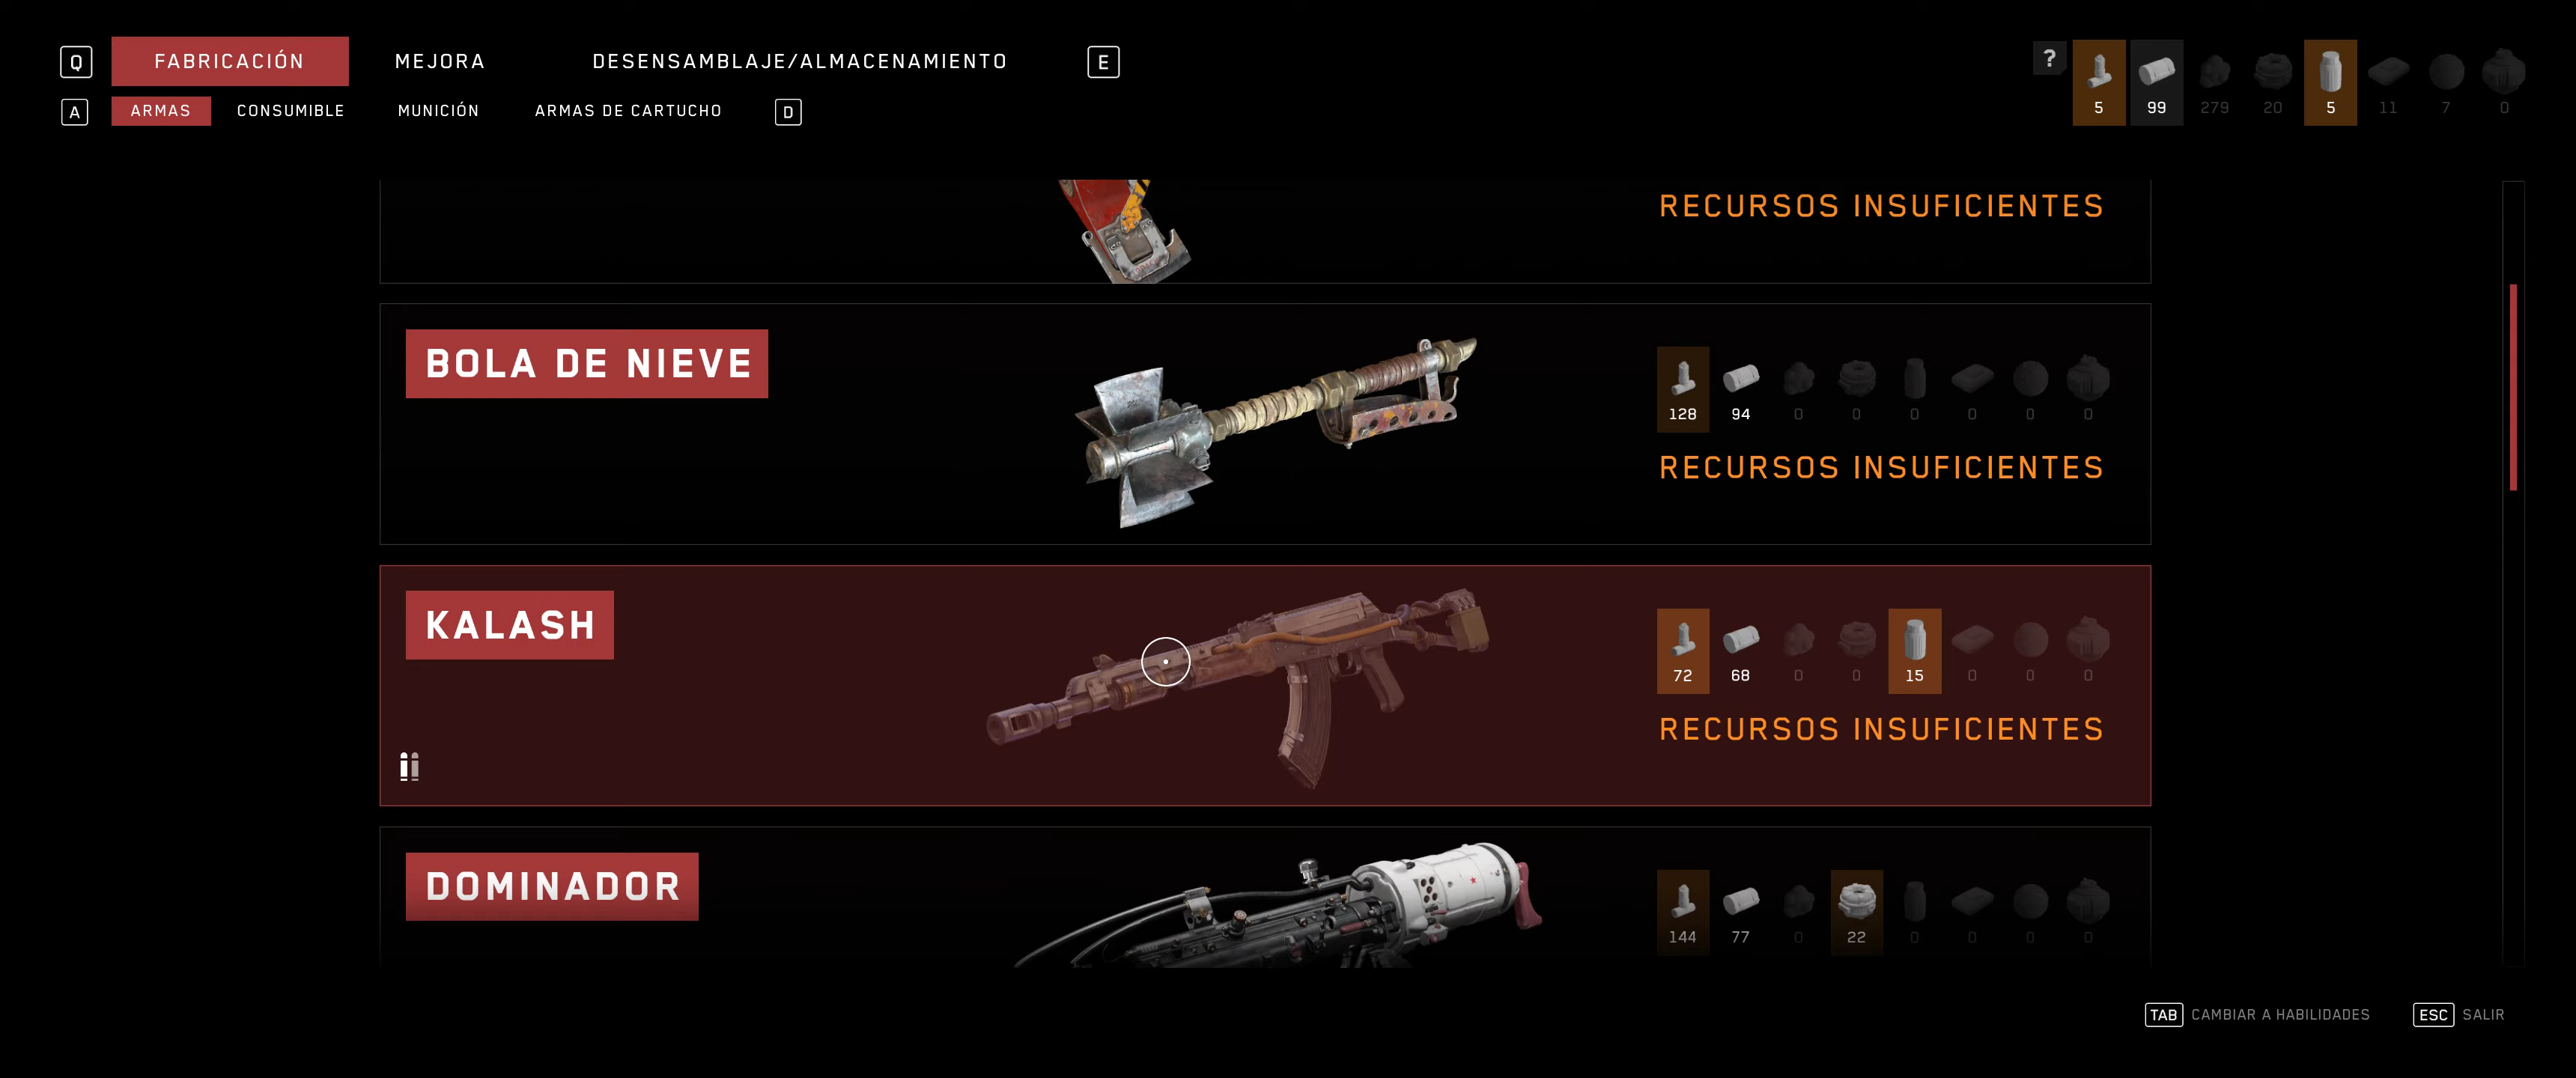 Q FABRICACIÓN MEJORA DESENSAMBLAJE/ALMACENAMIENTO E
?
5 99 279 20 5 11 7 0
A ARMAS CONSUMIBLE MUNICIÓN ARMAS DE CARTUCHO D
RECURSOS INSUFICIENTES
BOLA DE NIEVE
128 94 0 0 0 0 0 0
RECURSOS INSUFICIENTES
KALASH
72 68 0 0 15 0 0 0
RECURSOS INSUFICIENTES
DOMINADOR
144 77 0 22 0 0 0 0
TAB CAMBIAR A HABILIDADES ESC SALIR